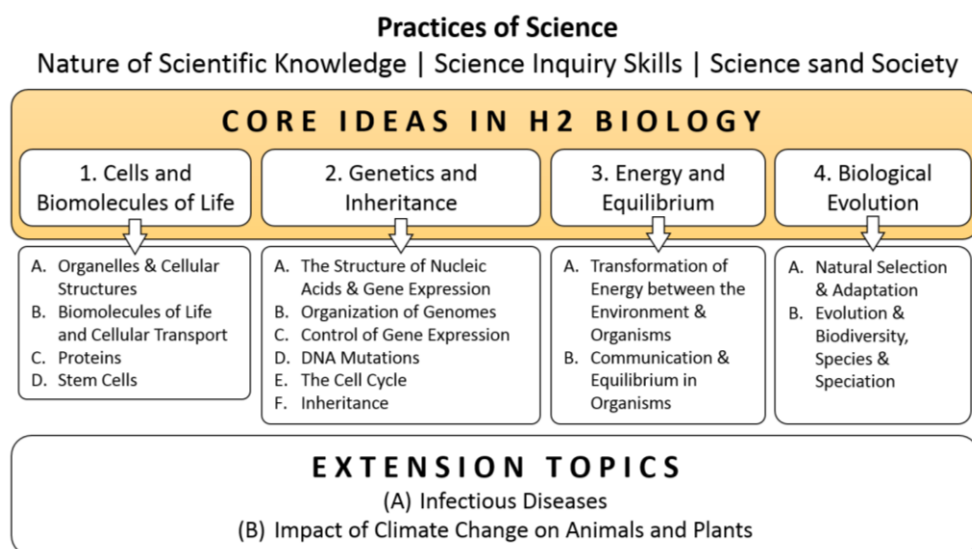 Practices of Science
Nature of Scientific Knowledge | Science Inquiry Skills | Science sand Society
CORE IDEAS IN H2 BIOLOGY
1. Cells and
Biomolecules of Life
A. Organelles & Cellular
Structures
B. Biomolecules of Life
and Cellular Transport
C. Proteins
D. Stem Cells
2. Genetics and
Inheritance
A. The Structure of Nucleic
Acids & Gene Expression
B. Organization of Genomes
C. Control of Gene Expression
D. DNA Mutations
E. The Cell Cycle
F. Inheritance
3. Energy and
Equilibrium
A. Transformation of
Energy between the
Environment &
Organisms
B. Communication &
Equilibrium in
Organisms
4. Biological
Evolution
A. Natural Selection
& Adaptation
B. Evolution &
Biodiversity,
Species &
Speciation
EXTENSION TOPICS
(A) Infectious Diseases
(B) Impact of Climate Change on Animals and Plants